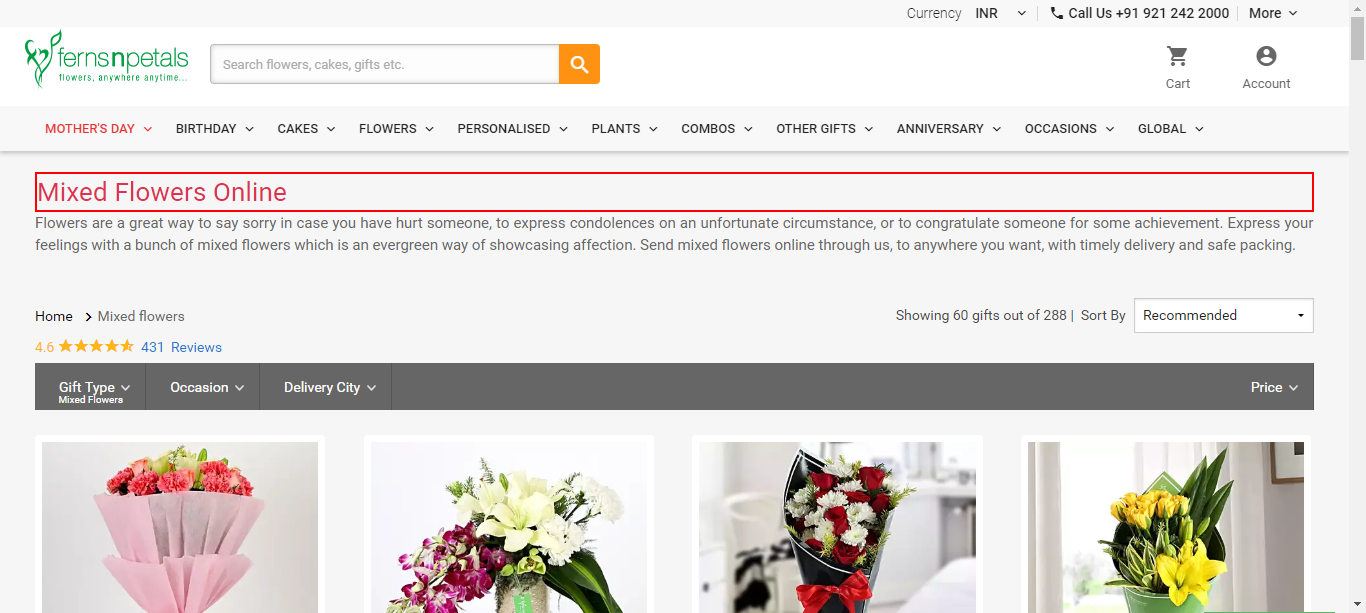 Currency INR Call Us +91 921 242 2000 More
fernsnpetals
flowers, anywhere anytime...
Search flowers, cakes, gifts etc.
Cart Account
MOTHER'S DAY BIRTHDAY CAKES FLOWERS PERSONALISED PLANTS COMBOS OTHER GIFTS ANNIVERSARY OCCASIONS GLOBAL
Mixed Flowers Online
Flowers are a great way to say sorry in case you have hurt someone, to express condolences on an unfortunate circumstance, or to congratulate someone for some achievement. Express your
feelings with a bunch of mixed flowers which is an evergreen way of showcasing affection. Send mixed flowers online through us, to anywhere you want, with timely delivery and safe packing.
Home > Mixed flowers
Showing 60 gifts out of 288 | Sort By Recommended
4.6 431 Reviews
Gift Type Occasion Delivery City Price
Mixed Flowers